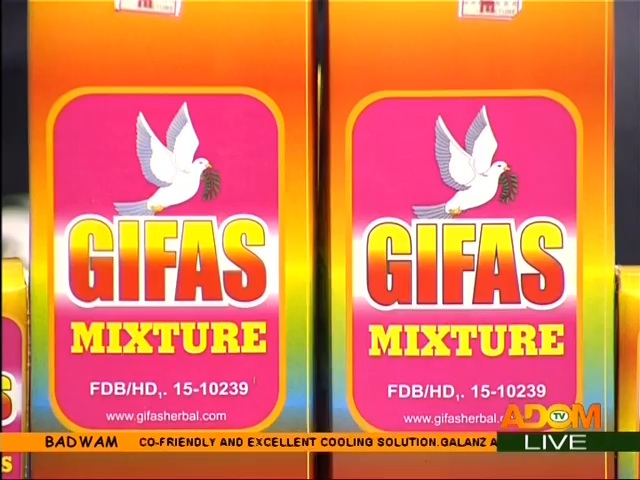 GIFAS
MIXTURE
FDB/HD,. 15-10239
www.gifasherbal.com
GIFAS
MIXTURE
FDB/HD,. 15-10239
www.gifasherbal.
ADOM TV
LIVE
BADWAM CO-FRIENDLY AND EXCELLENT COOLING SOLUTION.GALANZ A